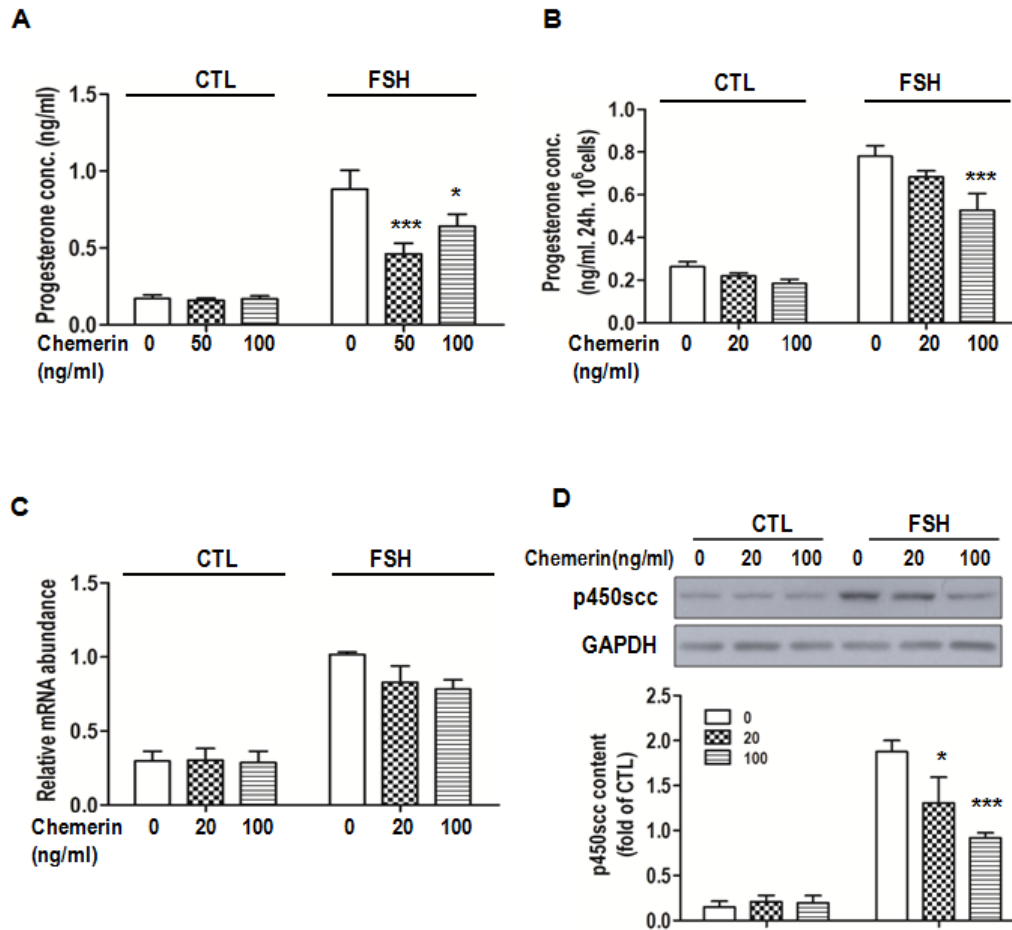 A
CTL FSH
Progesterone conc. (ng/ml)
1.5
1.0
0.5
0.0
*** *
Chemerin 0 50 100 0 50 100
(ng/ml)
B
CTL FSH
Progesterone conc.
(ng/ml. 24h. 10⁶cells)
1.0
0.8
0.6
0.4
0.2
0.0
***
Chemerin 0 20 100 0 20 100
(ng/ml)
C
CTL FSH
Relative mRNA abundance
1.5
1.0
0.5
0.0
Chemerin 0 20 100 0 20 100
(ng/ml)
D
CTL FSH
Chemerin(ng/ml) 0 20 100 0 20 100
p450scc
GAPDH
p450scc content
(fold of CTL)
2.5
2.0
1.5
1.0
0.5
0.0
0
20
100
*
***